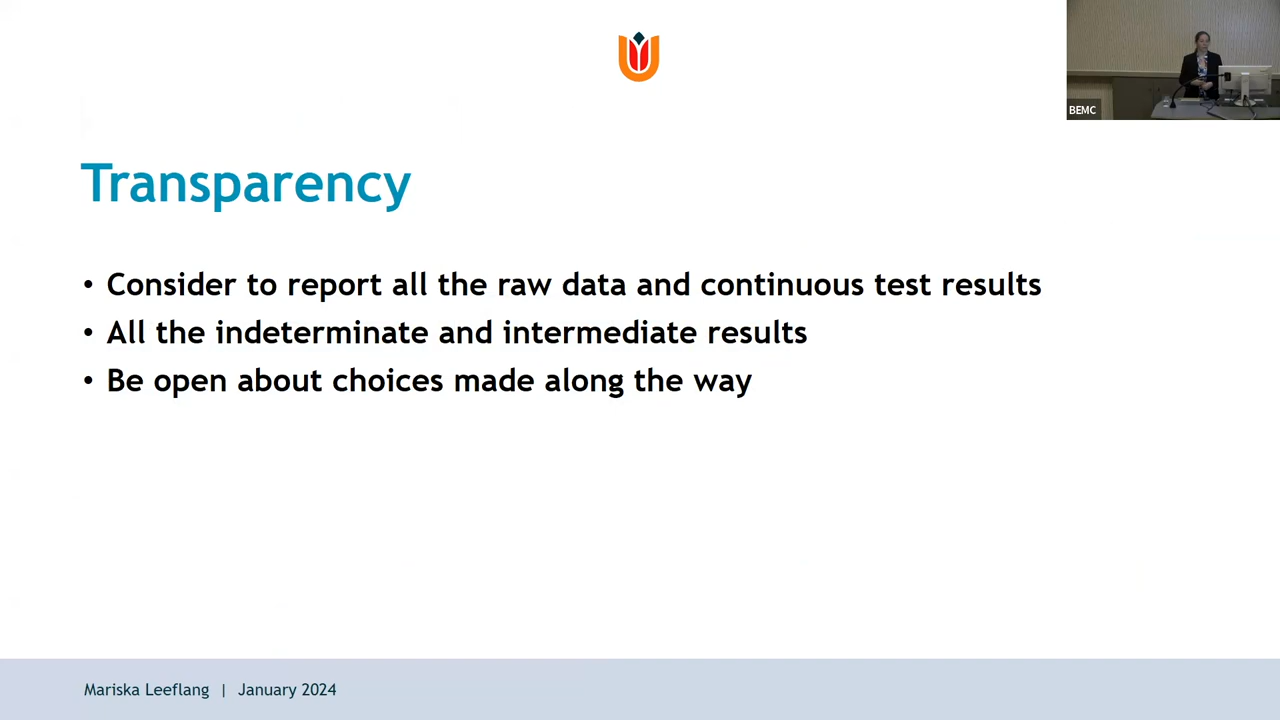 BEMC
Transparency
• Consider to report all the raw data and continuous test results
• All the indeterminate and intermediate results
• Be open about choices made along the way
Mariska Leeflang | January 2024